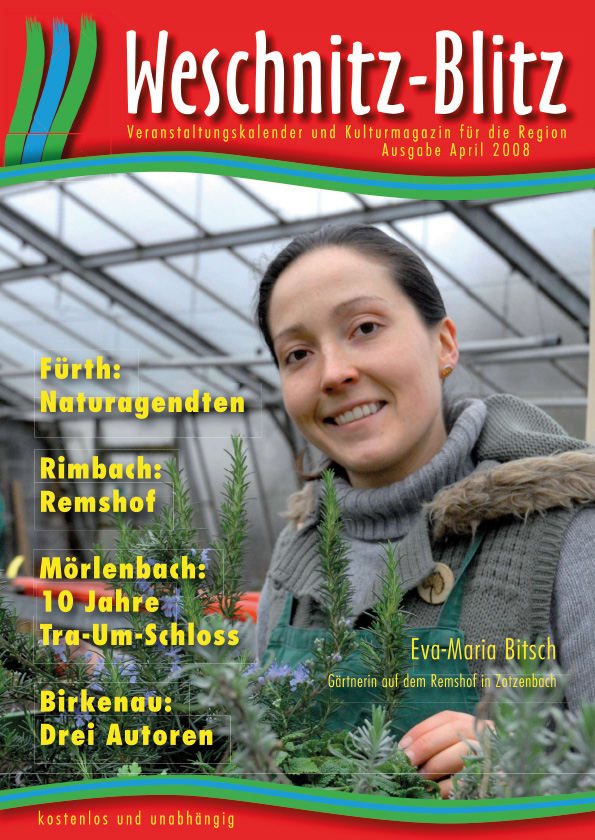 Weschnitz-Blitz
Veranstaltungskalender und Kulturmagazin für die Region
Ausgabe April 2008
Fürth:
Naturagendten
Rimbach:
Remshof
Mörlenbach:
10 Jahre
Tra-Um-Schloss
Birkenau:
Drei Autoren
Eva-Maria Bitsch
Gärtnerin auf dem Remshof in Zotzenbach
kostenlos und unabhängig